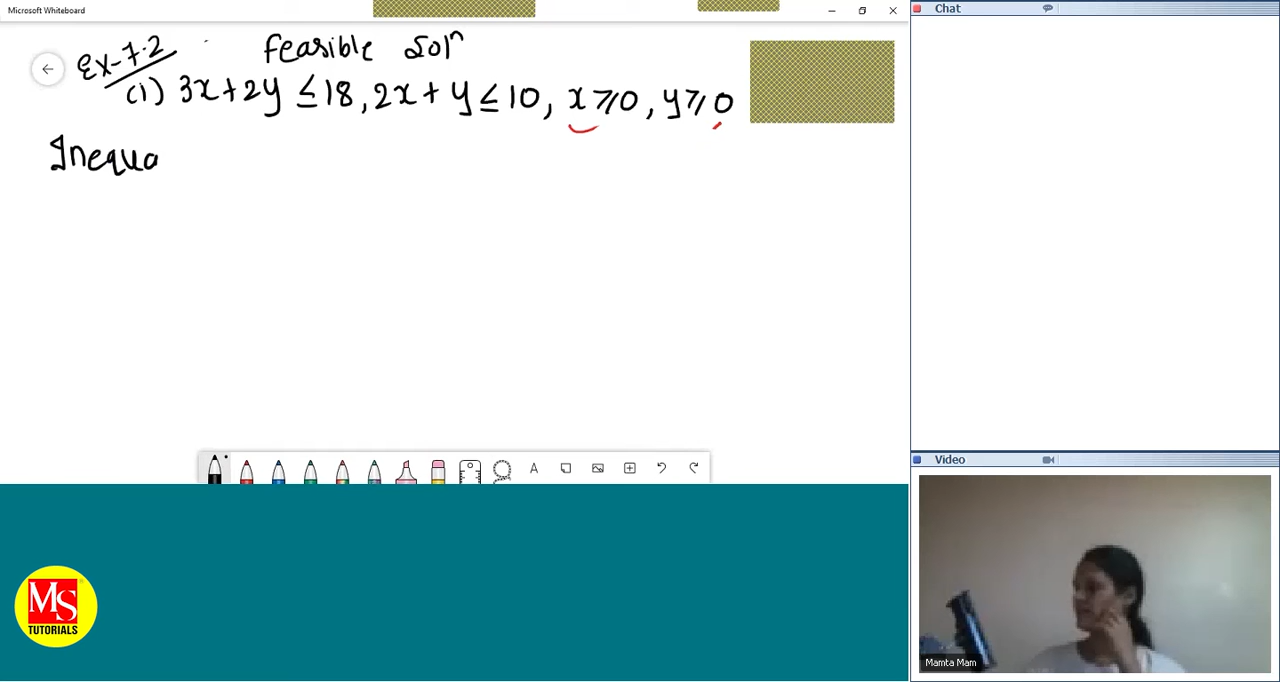 Microsoft Whiteboard
Chat
Ex-7.2 Feasible Solⁿ
(1) 3x+2y ≤18, 2x+y≤10, x⩾0, y⩾0
Inequa
A
Video
MS
TUTORIALS
Mamta Mam